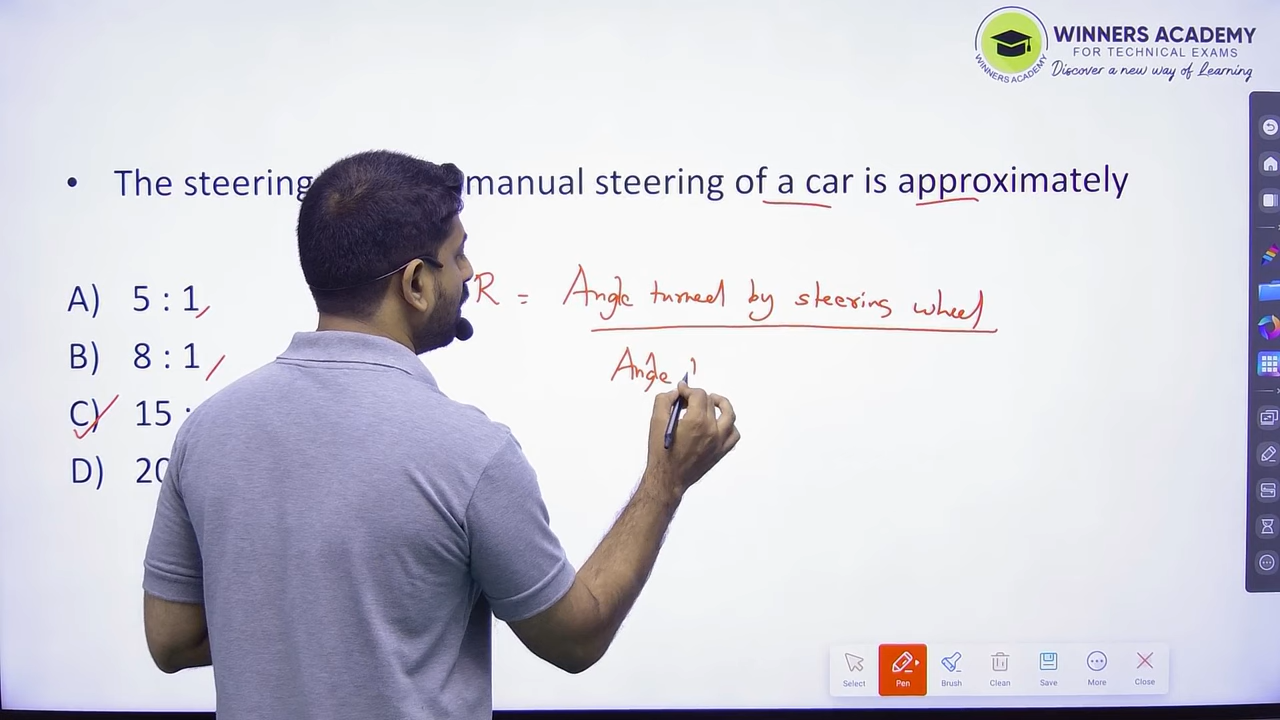 WINNERS ACADEMY
FOR TECHNICAL EXAMS
Discover a new way of Learning
WINNERS ACADEMY
• The steering manual steering of a car is approximately
A) 5 : 1
B) 8 : 1
C) 15 :
D) 20
R = Angle turned by steering wheel
Angle
Select
Pen
Brush
Clean
Save
More
Close